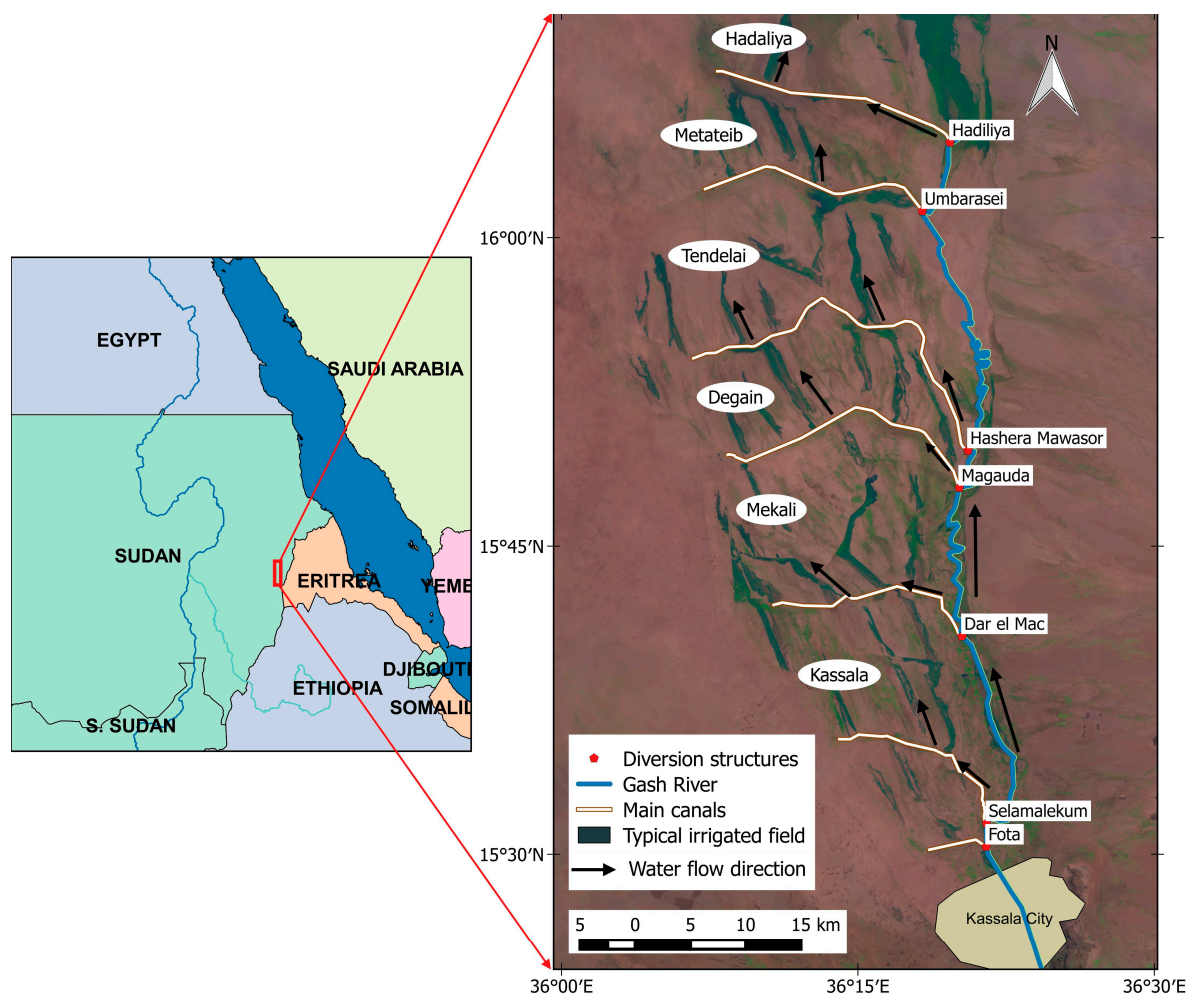 EGYPT
SAUDI ARABIA
SUDAN
ERITREA
YEME
DJIBOUTI
ETHIOPIA
SOMALIL
S. SUDAN
N
Hadaliya
Hadiliya
Metateib
Umbarasei
Tendelai
Degain
Hashera Mawasor
Magauda
Mekali
Dar el Mac
Kassala
Selamalekum
Fota
Kassala City
Diversion structures
Gash River
Main canals
Typical irrigated field
Water flow direction
5 0 5 10 15 km
16°00'N
15°45'N
15°30'N
36°00'E 36°15'E 36°30'E